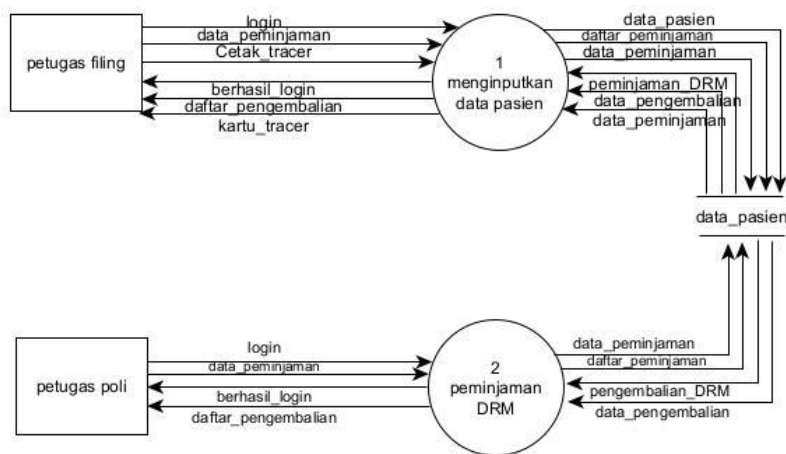 login
data_peminjaman
Cetak_tracer
petugas filing
berhasil_login
daftar_pengembalian
kartu_tracer
1
menginputkan
data pasien
data_pasien
daftar_peminjaman
data_peminjaman
peminjaman_DRM
data_pengembalian
data_peminjaman
data_pasien
login
data_peminjaman
petugas poli
berhasil_login
daftar_pengembalian
2
peminjaman
DRM
data_peminjaman
daftar_peminjaman
pengembalian_DRM
data_pengembalian